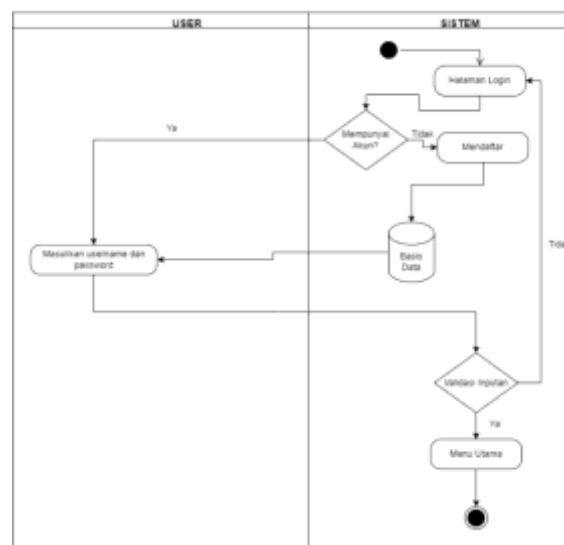 USER
SISTEM
Halaman Login
Ya
Mempunyai
Akun?
Tidak
Mendaftar
Masukkan username dan
password
Basis
Data
Tida
Validasi Inputan
Ya
Menu Utama